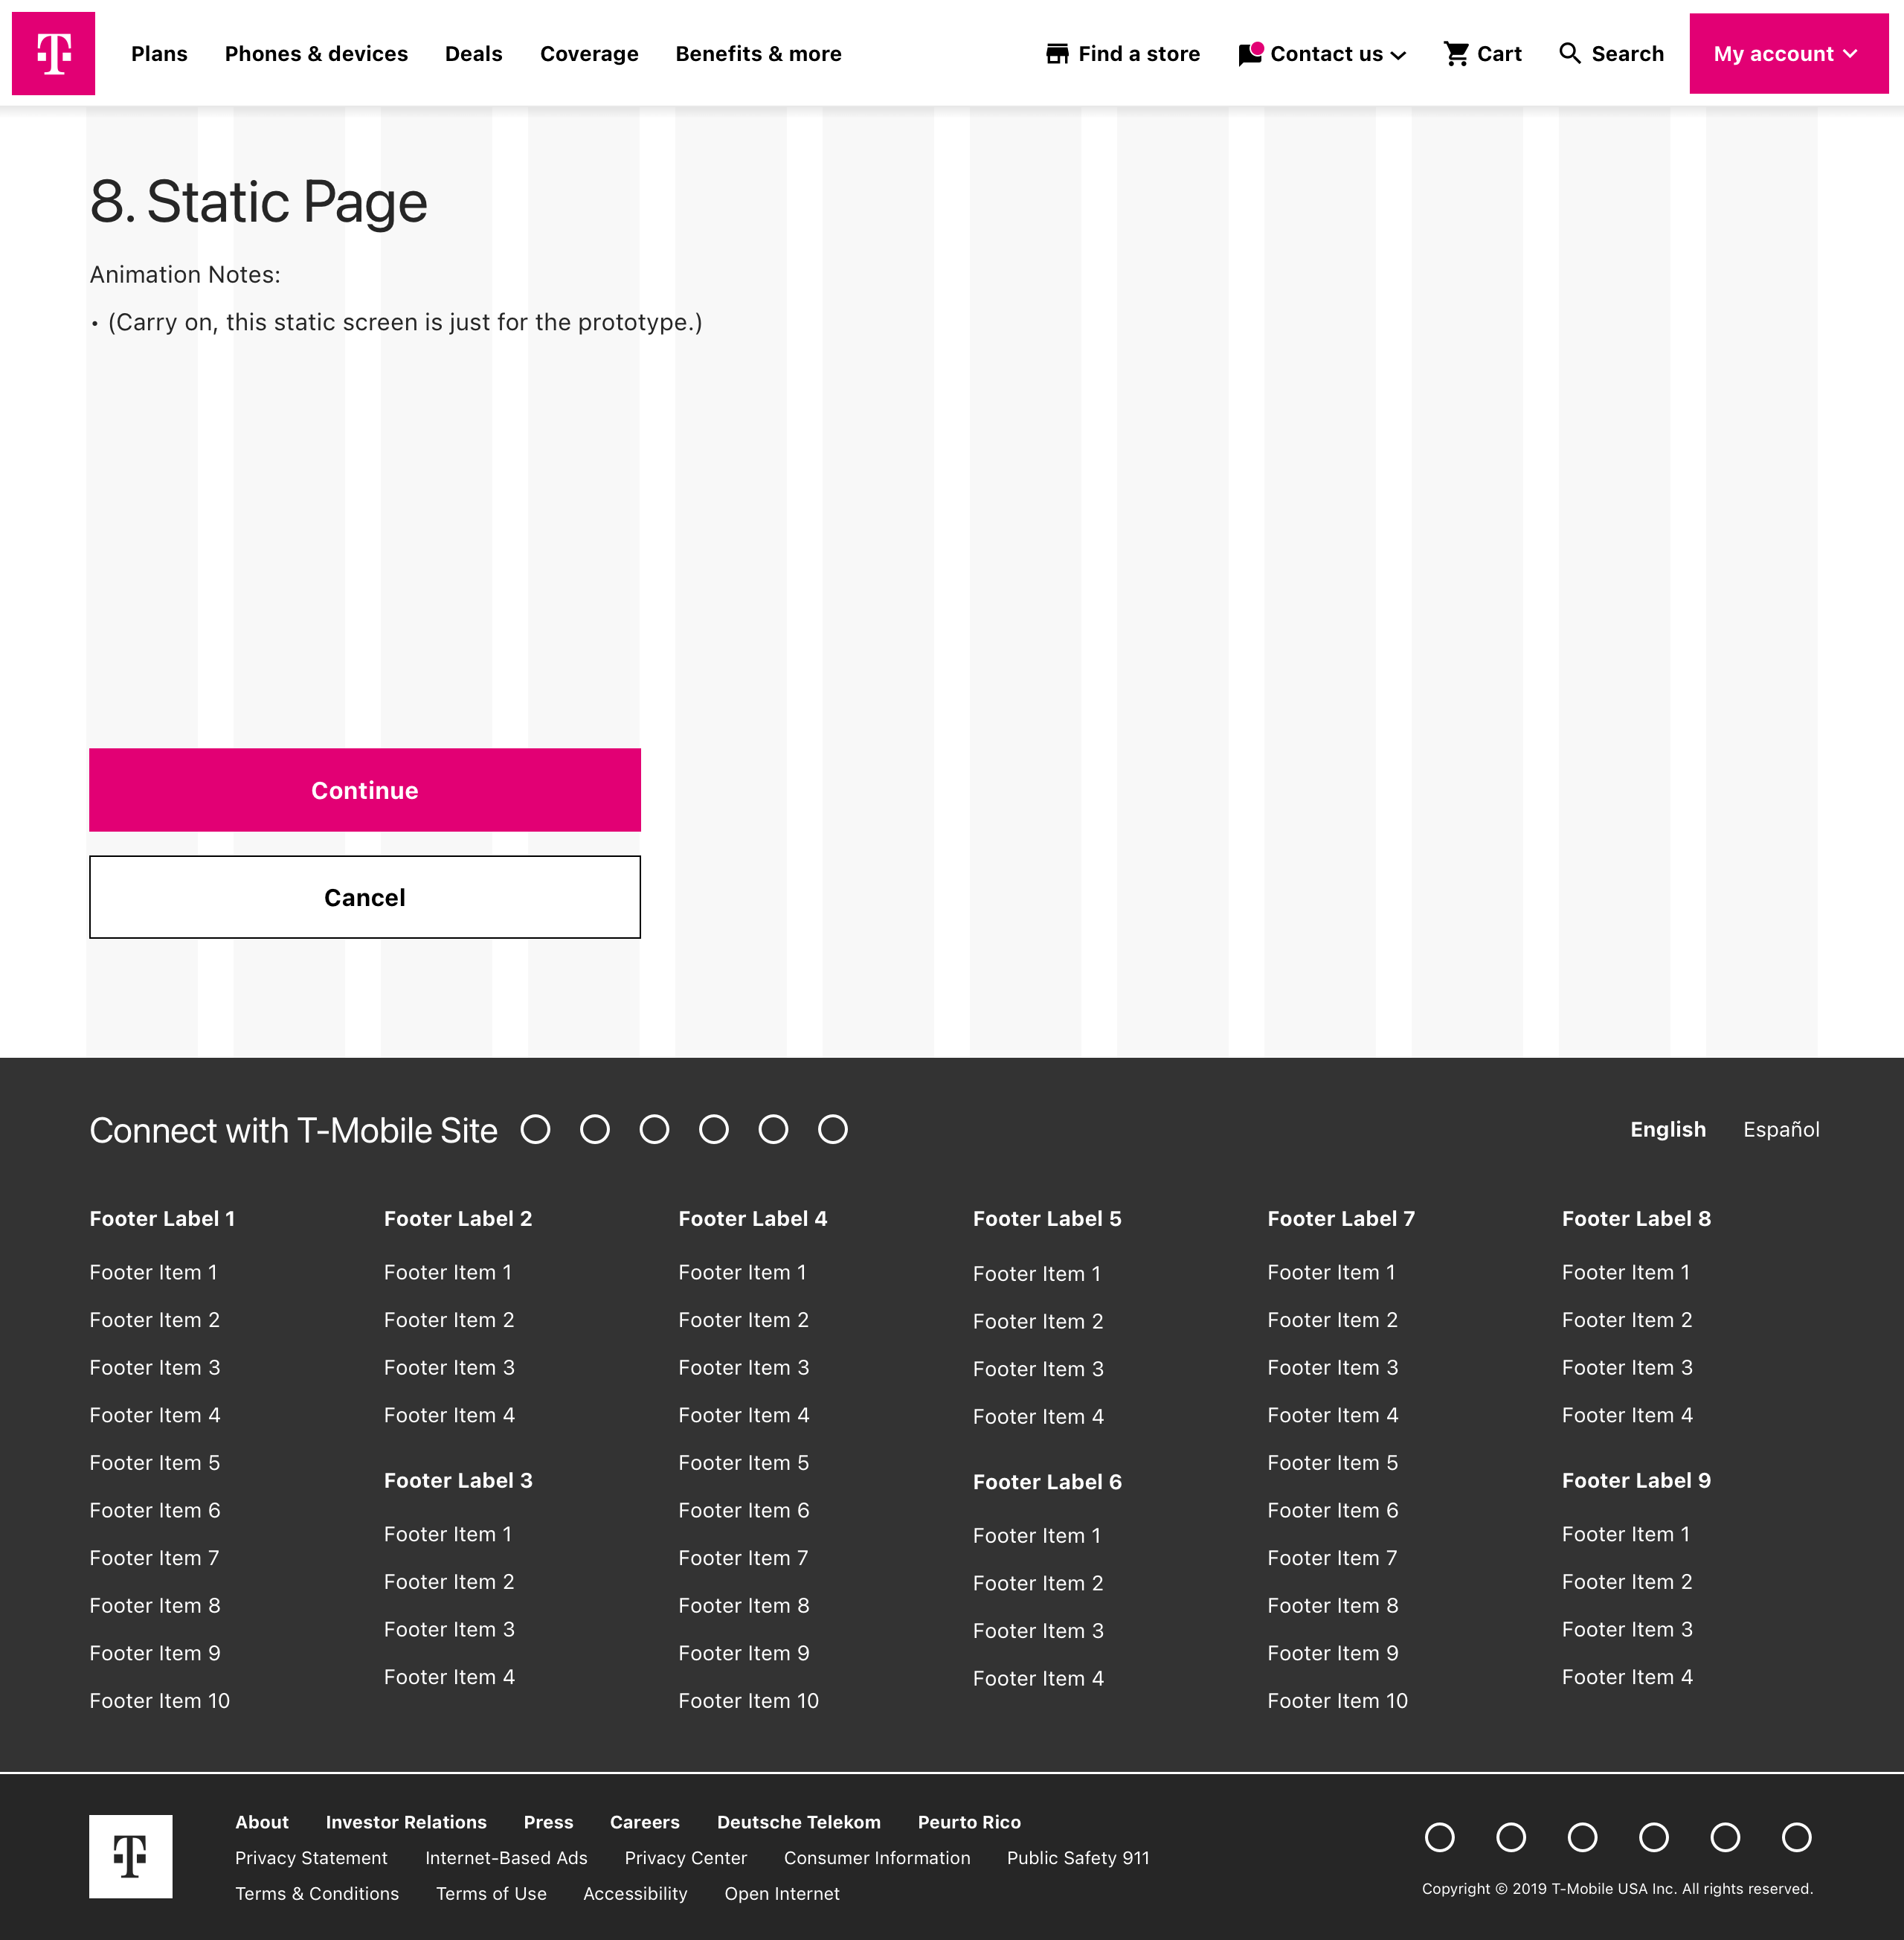 T Plans Phones & devices Deals Coverage Benefits & more Find a store Contact us Cart Search My account
8. Static Page
Animation Notes:
• (Carry on, this static screen is just for the prototype.)
Continue
Cancel
Connect with T-Mobile Site English Español
Footer Label 1
Footer Item 1
Footer Item 2
Footer Item 3
Footer Item 4
Footer Item 5
Footer Item 6
Footer Item 7
Footer Item 8
Footer Item 9
Footer Item 10
Footer Label 2
Footer Item 1
Footer Item 2
Footer Item 3
Footer Item 4
Footer Label 3
Footer Item 1
Footer Item 2
Footer Item 3
Footer Item 4
Footer Label 4
Footer Item 1
Footer Item 2
Footer Item 3
Footer Item 4
Footer Item 5
Footer Item 6
Footer Item 7
Footer Item 8
Footer Item 9
Footer Item 10
Footer Label 5
Footer Item 1
Footer Item 2
Footer Item 3
Footer Item 4
Footer Label 6
Footer Item 1
Footer Item 2
Footer Item 3
Footer Item 4
Footer Label 7
Footer Item 1
Footer Item 2
Footer Item 3
Footer Item 4
Footer Item 5
Footer Item 6
Footer Item 7
Footer Item 8
Footer Item 9
Footer Item 10
Footer Label 8
Footer Item 1
Footer Item 2
Footer Item 3
Footer Item 4
Footer Label 9
Footer Item 1
Footer Item 2
Footer Item 3
Footer Item 4
T
About Investor Relations Press Careers Deutsche Telekom Peurto Rico
Privacy Statement Internet-Based Ads Privacy Center Consumer Information Public Safety 911
Terms & Conditions Terms of Use Accessibility Open Internet
Copyright © 2019 T-Mobile USA Inc. All rights reserved.